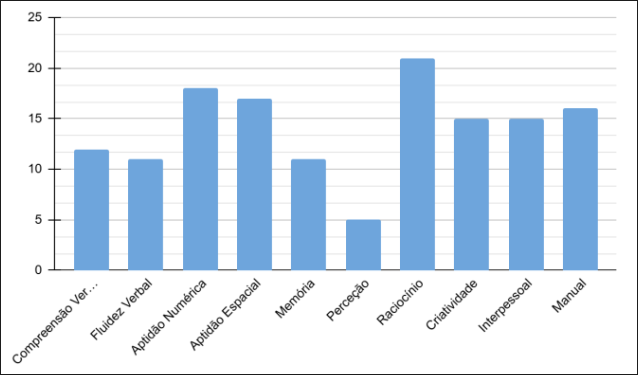 25
20
15
10
5
0
Compreensão Ver…
Fluidez Verbal
Aptidão Numérica
Aptidão Espacial
Memória
Perceção
Raciocínio
Criatividade
Interpessoal
Manual